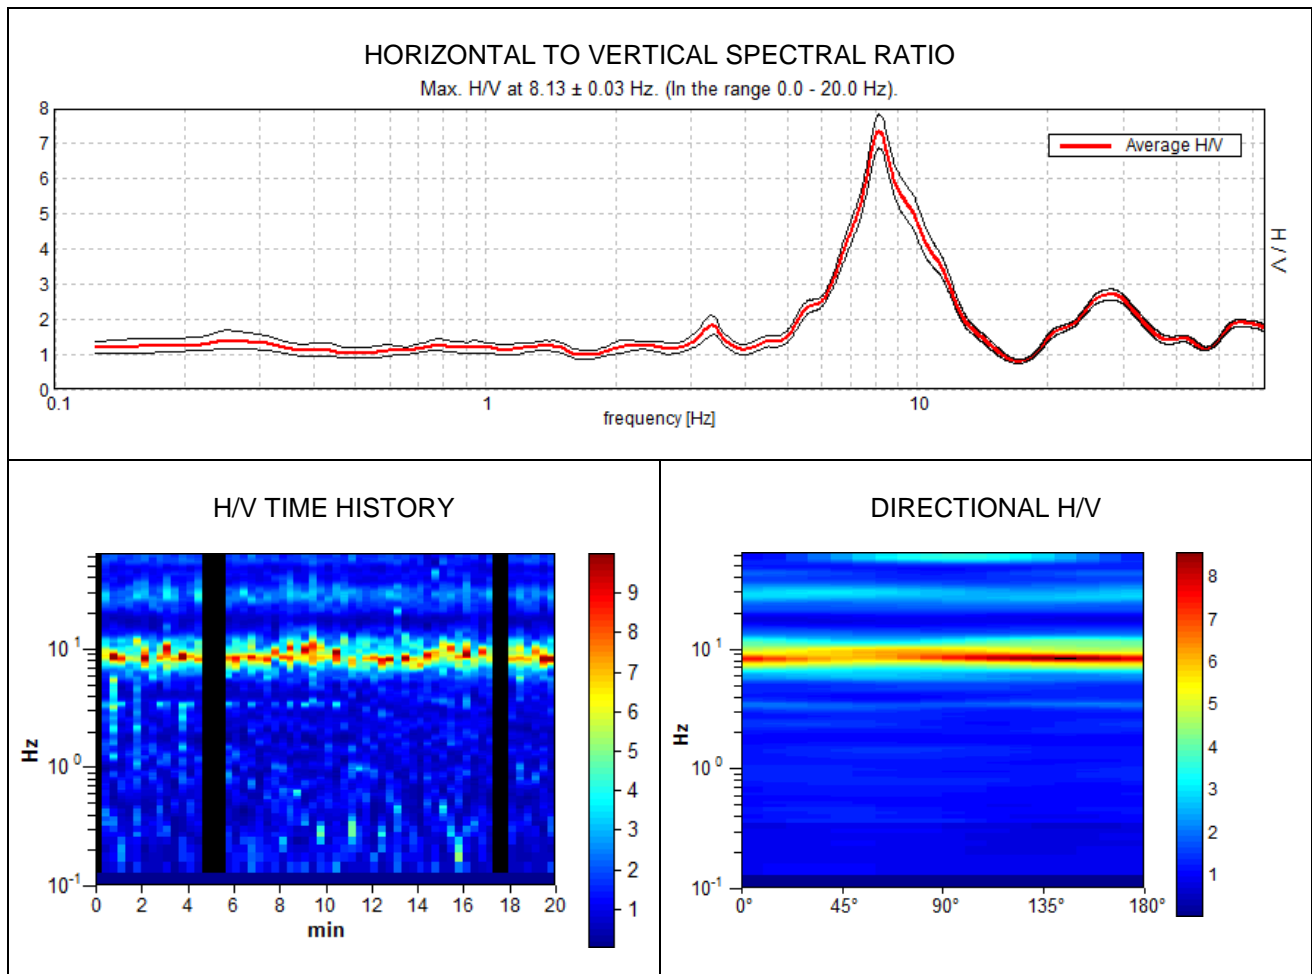 HORIZONTAL TO VERTICAL SPECTRAL RATIO
Max. H/V at 8.13 ± 0.03 Hz. (In the range 0.0 - 20.0 Hz).
8
7
6
5
4
3
2
1
0
Average H/V
H / V
0.1
1
10
frequency [Hz]
H/V TIME HISTORY
10¹
10⁰
10⁻¹
Hz
0 2 4 6 8 10 12 14 16 18 20
min
9
8
7
6
5
4
3
2
1
DIRECTIONAL H/V
10¹
10⁰
10⁻¹
Hz
0° 45° 90° 135° 180°
8
7
6
5
4
3
2
1